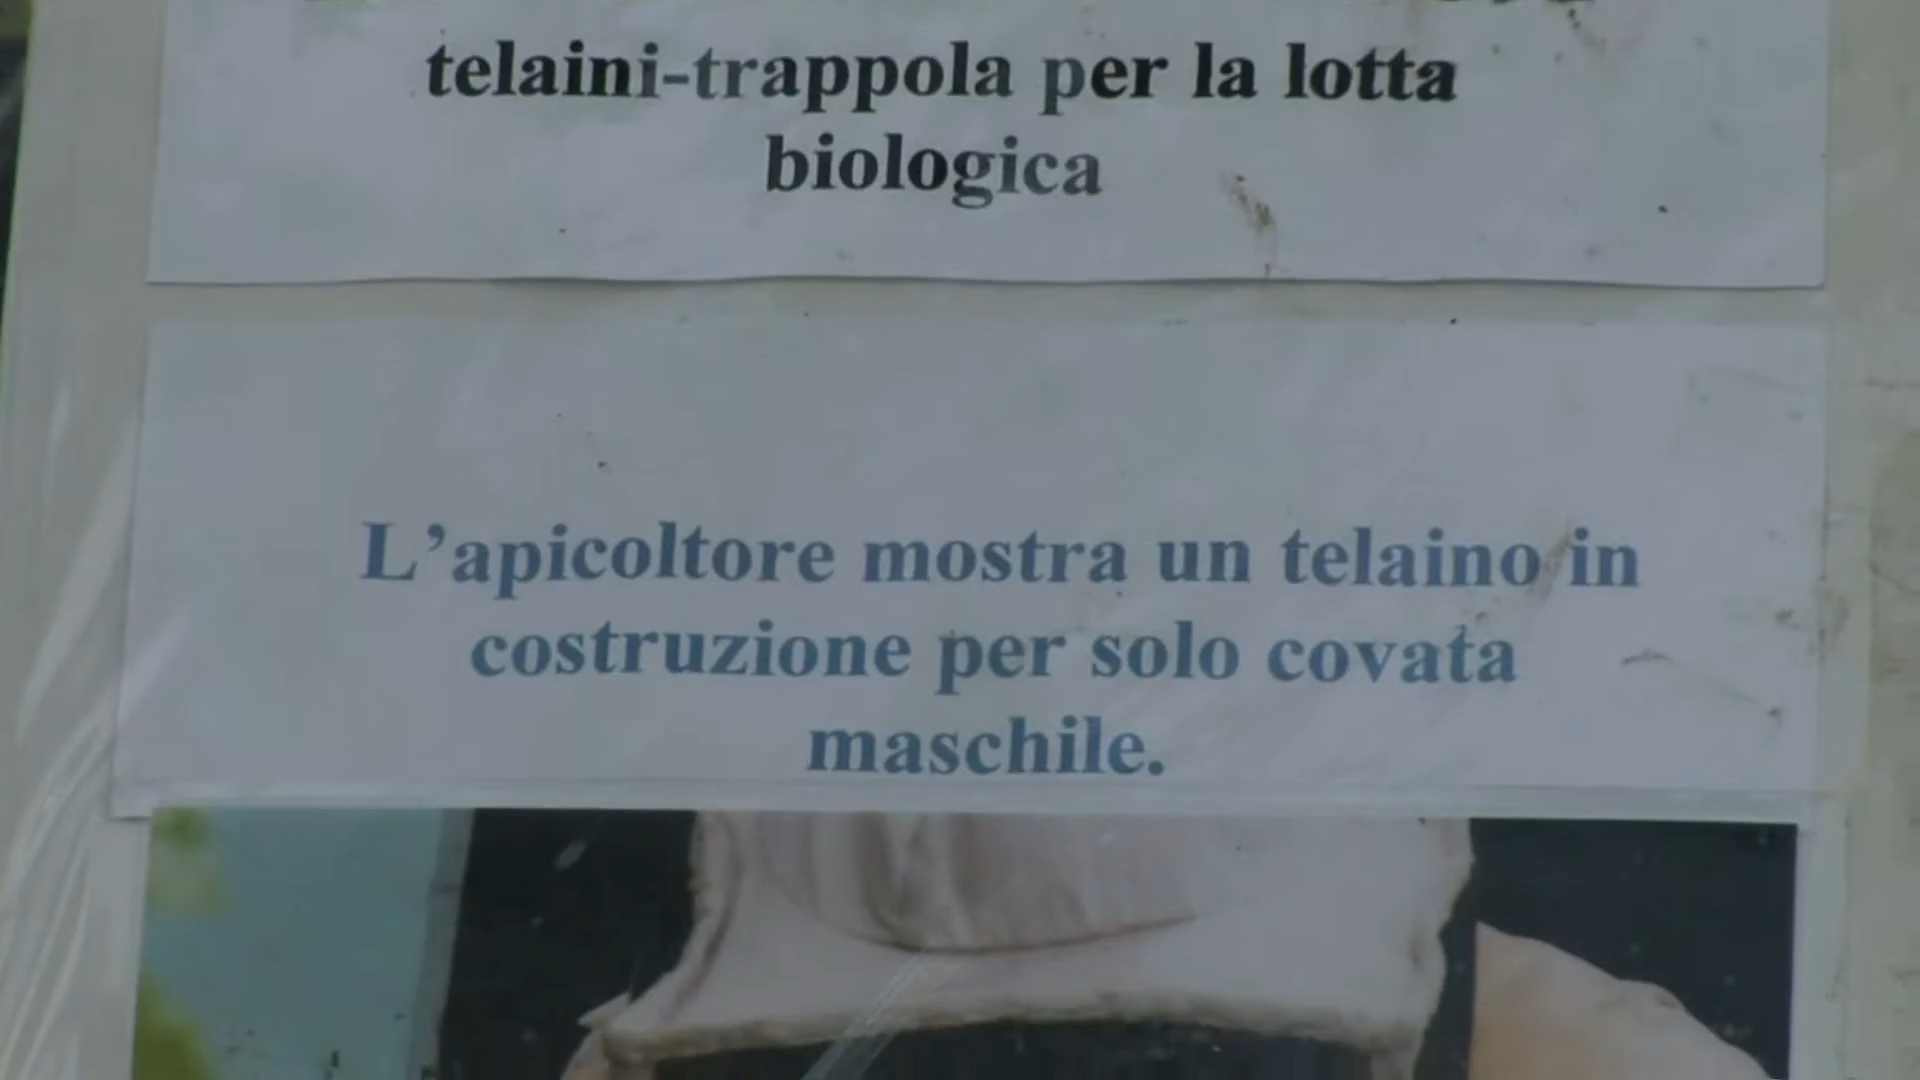 telaini-trappola per la lotta
biologica
L’apicoltore mostra un telaino in
costruzione per solo covata
maschile.